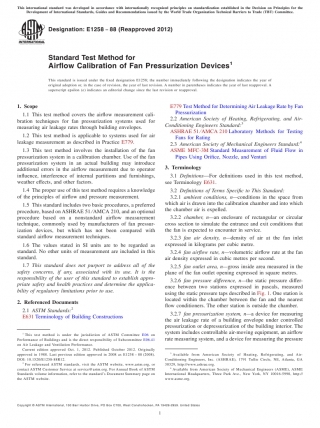 This international standard was developed in accordance with internationally recognized principles on standardization established in the Decision on Principles for the
Development of International Standards, Guides and Recommendations issued by the World Trade Organization Technical Barriers to Trade (TBT) Committee.
Designation: E1258 − 88 (Reapproved 2012)
Standard Test Method for
Airflow Calibration of Fan Pressurization Devices1
This standard is issued under the fixed designation E1258; the number immediately following the designation indicates the year of
original adoption or, in the case of revision, the year of last revision. A number in parentheses indicates the year of last reapproval. A
superscript epsilon (ε) indicates an editorial change since the last revision or reapproval.
1. Scope
1.1 This test method covers the airflow measurement cali-
bration techniques for fan pressurization systems used for
measuring air leakage rates through building envelopes.
1.2 This test method is applicable to systems used for air
leakage measurement as described in Practice E779.
1.3 This test method involves the installation of the fan
pressurization system in a calibration chamber. Use of the fan
pressurization system in an actual building may introduce
additional errors in the flow measurement due to operator
influence, interference of internal partitions and furnishings,
weather effects, and other factors.
1.4 The proper use of this test method requires a knowledge
of the principles of airflow and pressure measurement.
1.5 This standard includes two basic procedures, a preferred
procedure, based on ASHRAE 51/AMCA 210, and an optional
procedure based on a nonstandard airflow measurement
technique, commonly used by manufacturers of fan pressur-
ization devices, but which has not been compared with
standard airflow measurement techniques.
1.6 The values stated in SI units are to be regarded as
standard. No other units of measurement are included in this
standard.
1.7 This standard does not purport to address all of the
safety concerns, if any, associated with its use. It is the
responsibility of the user of this standard to establish appro-
priate safety and health practices and determine the applica-
bility of regulatory limitations prior to use.
2. Referenced Documents
2.1 ASTM Standards:2
E631 Terminology of Building Constructions
1 This test method is under the jurisdiction of ASTM Committee E06 on
Performance of Buildings and is the direct responsibility of Subcommittee E06.41
on Air Leakage and Ventilation Performance.
Current edition approved Oct. 1, 2012. Published October 2012. Originally
approved in 1988. Last previous edition approved in 2008 as E1258 – 88 (2008).
DOI: 10.1520/E1258-88R12.
2 For referenced ASTM standards, visit the ASTM website, www.astm.org, or
contact ASTM Customer Service at service@astm.org. For Annual Book of ASTM
Standards volume information, refer to the standard's Document Summary page on
the ASTM website.
E779 Test Method for Determining Air Leakage Rate by Fan
Pressurization
2.2 American Society of Heating, Refrigerating, and Air-
Conditioning Engineers Standard:3
ASHRAE 51/AMCA 210 Laboratory Methods for Testing
Fans for Rating
2.3 American Society of Mechanical Engineers Standard:4
ASME MFC-3M Standard Measurement of Fluid Flow in
Pipes Using Orifice, Nozzle, and Venturi
3. Terminology
3.1 Definitions—For definitions used in this test method,
see Terminology E631.
3.2 Definitions of Terms Specific to This Standard:
3.2.1 ambient conditions, n—conditions in the space from
which air is drawn into the calibration chamber and into which
the chamber air is expelled.
3.2.2 chamber, n—an enclosure of rectangular or circular
cross section to simulate the entrance and exit conditions that
the fan is expected to encounter in service.
3.2.3 fan air density, n—density of air at the fan inlet
expressed in kilograms per cubic metre.
3.2.4 fan airflow rate, n—volumetric airflow rate at the fan
air density expressed in cubic metres per second.
3.2.5 fan outlet area, n—gross inside area measured in the
plane of the fan outlet opening expressed in square metres.
3.2.6 fan pressure difference, n—the static pressure differ-
ence between two stations expressed in pascals, measured
using the static pressure taps described in Fig. 1. One station is
located within the chamber between the fan and the nearest
flow conditioners. The other station is outside the chamber.
3.2.7 fan pressurization system, n—a device for measuring
the air leakage rate of a building envelope under controlled
pressurization or depressurization of the building interior. The
system includes controllable air-moving equipment, an airflow
rate measuring system, and a device for measuring the pressure
3 Available from American Society of Heating, Refrigerating, and Air-
Conditioning Engineers, Inc. (ASHRAE), 1791 Tullie Circle, NE, Atlanta, GA
30329, http://www.ashrae.org.
4 Available from American Society of Mechanical Engineers (ASME), ASME
International Headquarters, Three Park Ave., New York, NY 10016-5990, http://
www.asme.org.
Copyright © ASTM International, 100 Barr Harbor Drive, PO Box C700, West Conshohocken, PA 19428-2959. United States
1